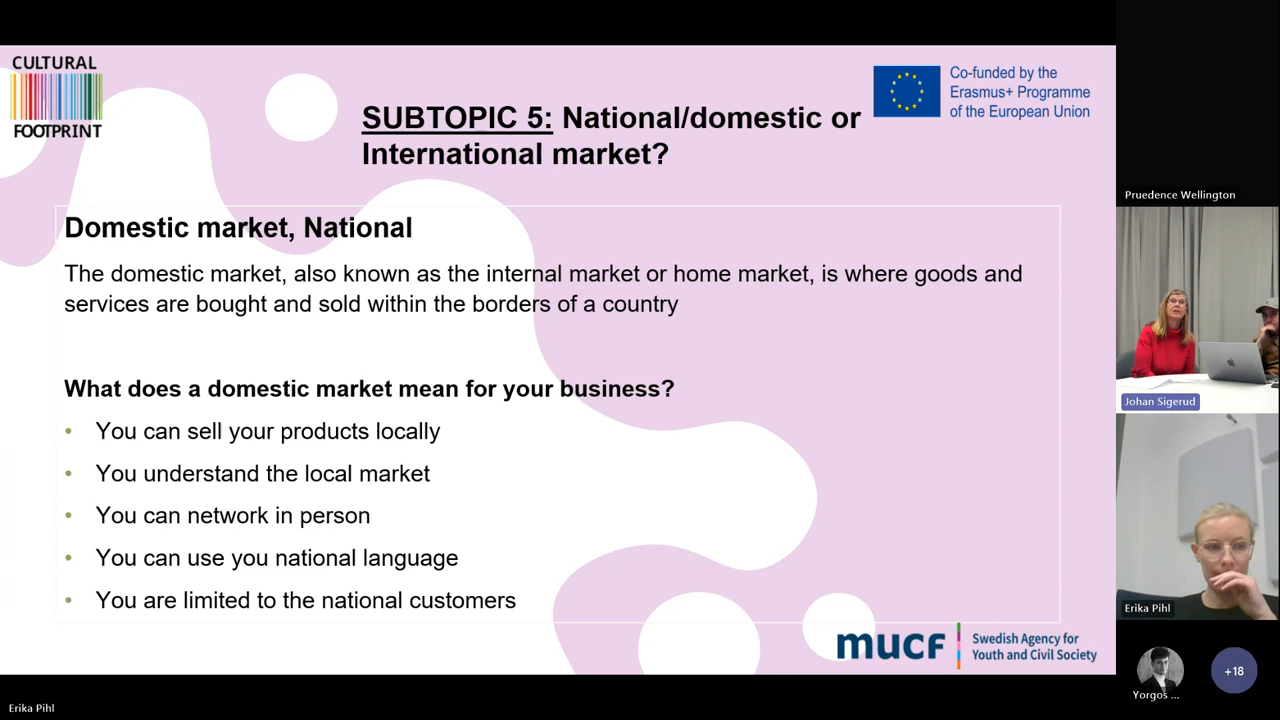 CULTURAL
FOOTPRINT
Co-funded by the
Erasmus+ Programme
of the European Union
SUBTOPIC 5: National/domestic or
International market?
Domestic market, National
The domestic market, also known as the internal market or home market, is where goods and
services are bought and sold within the borders of a country
What does a domestic market mean for your business?
• You can sell your products locally
• You understand the local market
• You can network in person
• You can use you national language
• You are limited to the national customers
mucf
Swedish Agency for
Youth and Civil Society
Erika Pihl
Pruedence Wellington
Johan Sigerud
Erika Pihl
Yorgos ...
+18